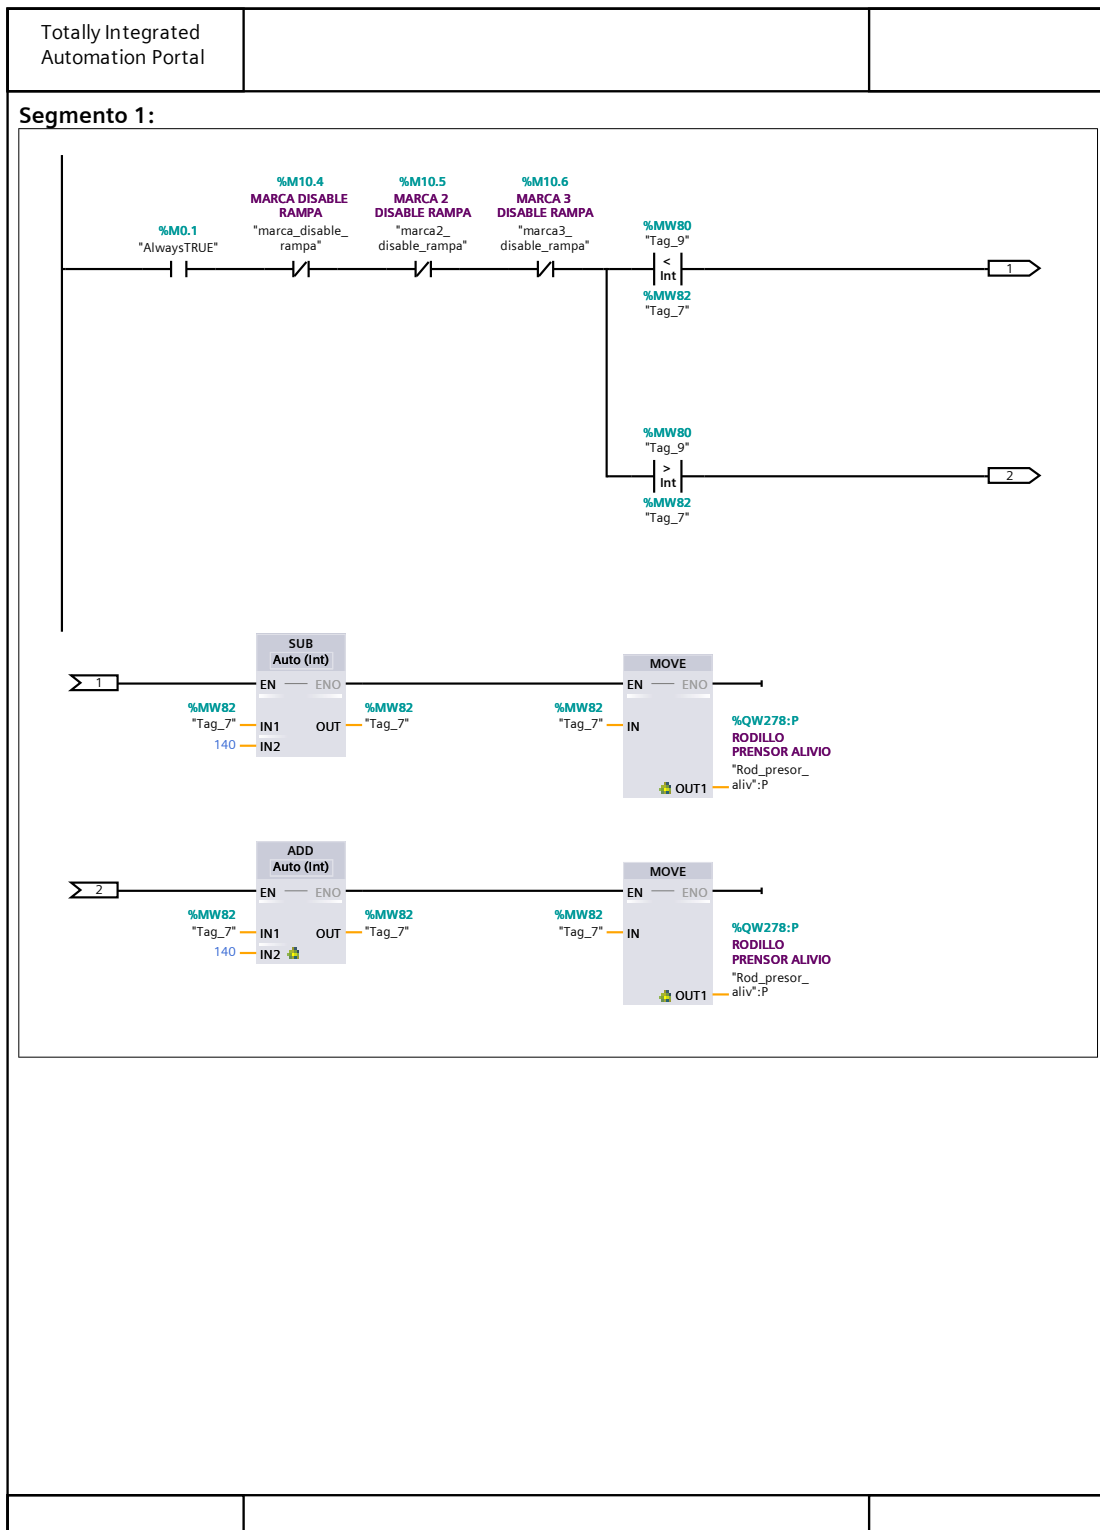 Totally Integrated
Automation Portal
Segmento 1:
%M0.1
"AlwaysTRUE"
%M10.4
MARCA DISABLE
RAMPA
"marca_disable_
rampa"
%M10.5
MARCA 2
DISABLE RAMPA
"marca2_
disable_rampa"
%M10.6
MARCA 3
DISABLE RAMPA
"marca3_
disable_rampa"
%MW80
"Tag_9"
<
Int
%MW82
"Tag_7"
1
%MW80
"Tag_9"
>
Int
%MW82
"Tag_7"
2
1
SUB
Auto (Int)
EN
ENO
%MW82
"Tag_7"
IN1
140
IN2
OUT
%MW82
"Tag_7"
MOVE
EN
ENO
%MW82
"Tag_7"
IN
OUT1
%QW278:P
RODILLO
PRENSOR ALIVIO
"Rod_presor_
aliv":P
2
ADD
Auto (Int)
EN
ENO
%MW82
"Tag_7"
IN1
140
IN2
OUT
%MW82
"Tag_7"
MOVE
EN
ENO
%MW82
"Tag_7"
IN
OUT1
%QW278:P
RODILLO
PRENSOR ALIVIO
"Rod_presor_
aliv":P